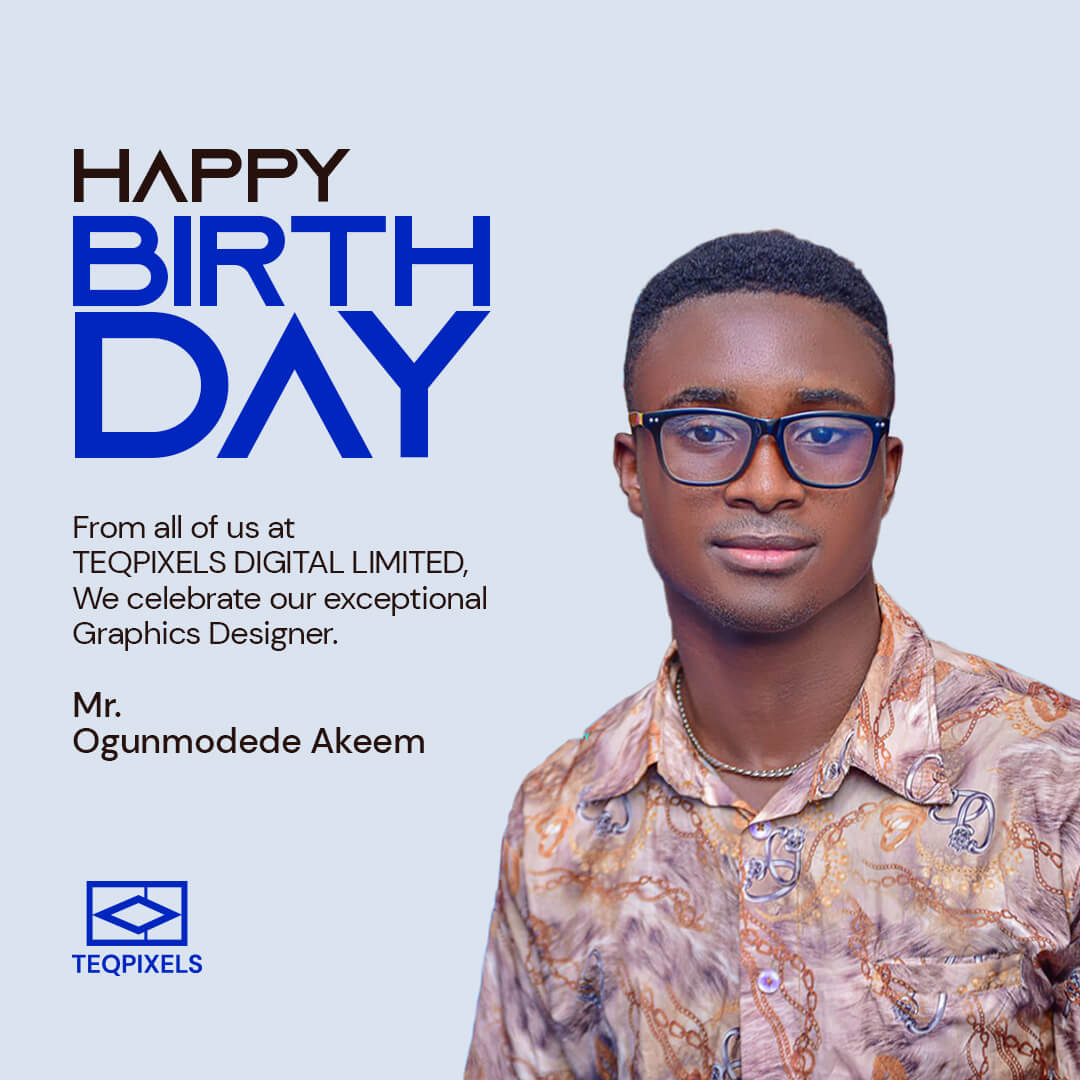 HAPPY
BIRTH
DAY
From all of us at
TEQPIXELS DIGITAL LIMITED,
We celebrate our exceptional
Graphics Designer.
Mr.
Ogunmodede Akeem
TEQPIXELS